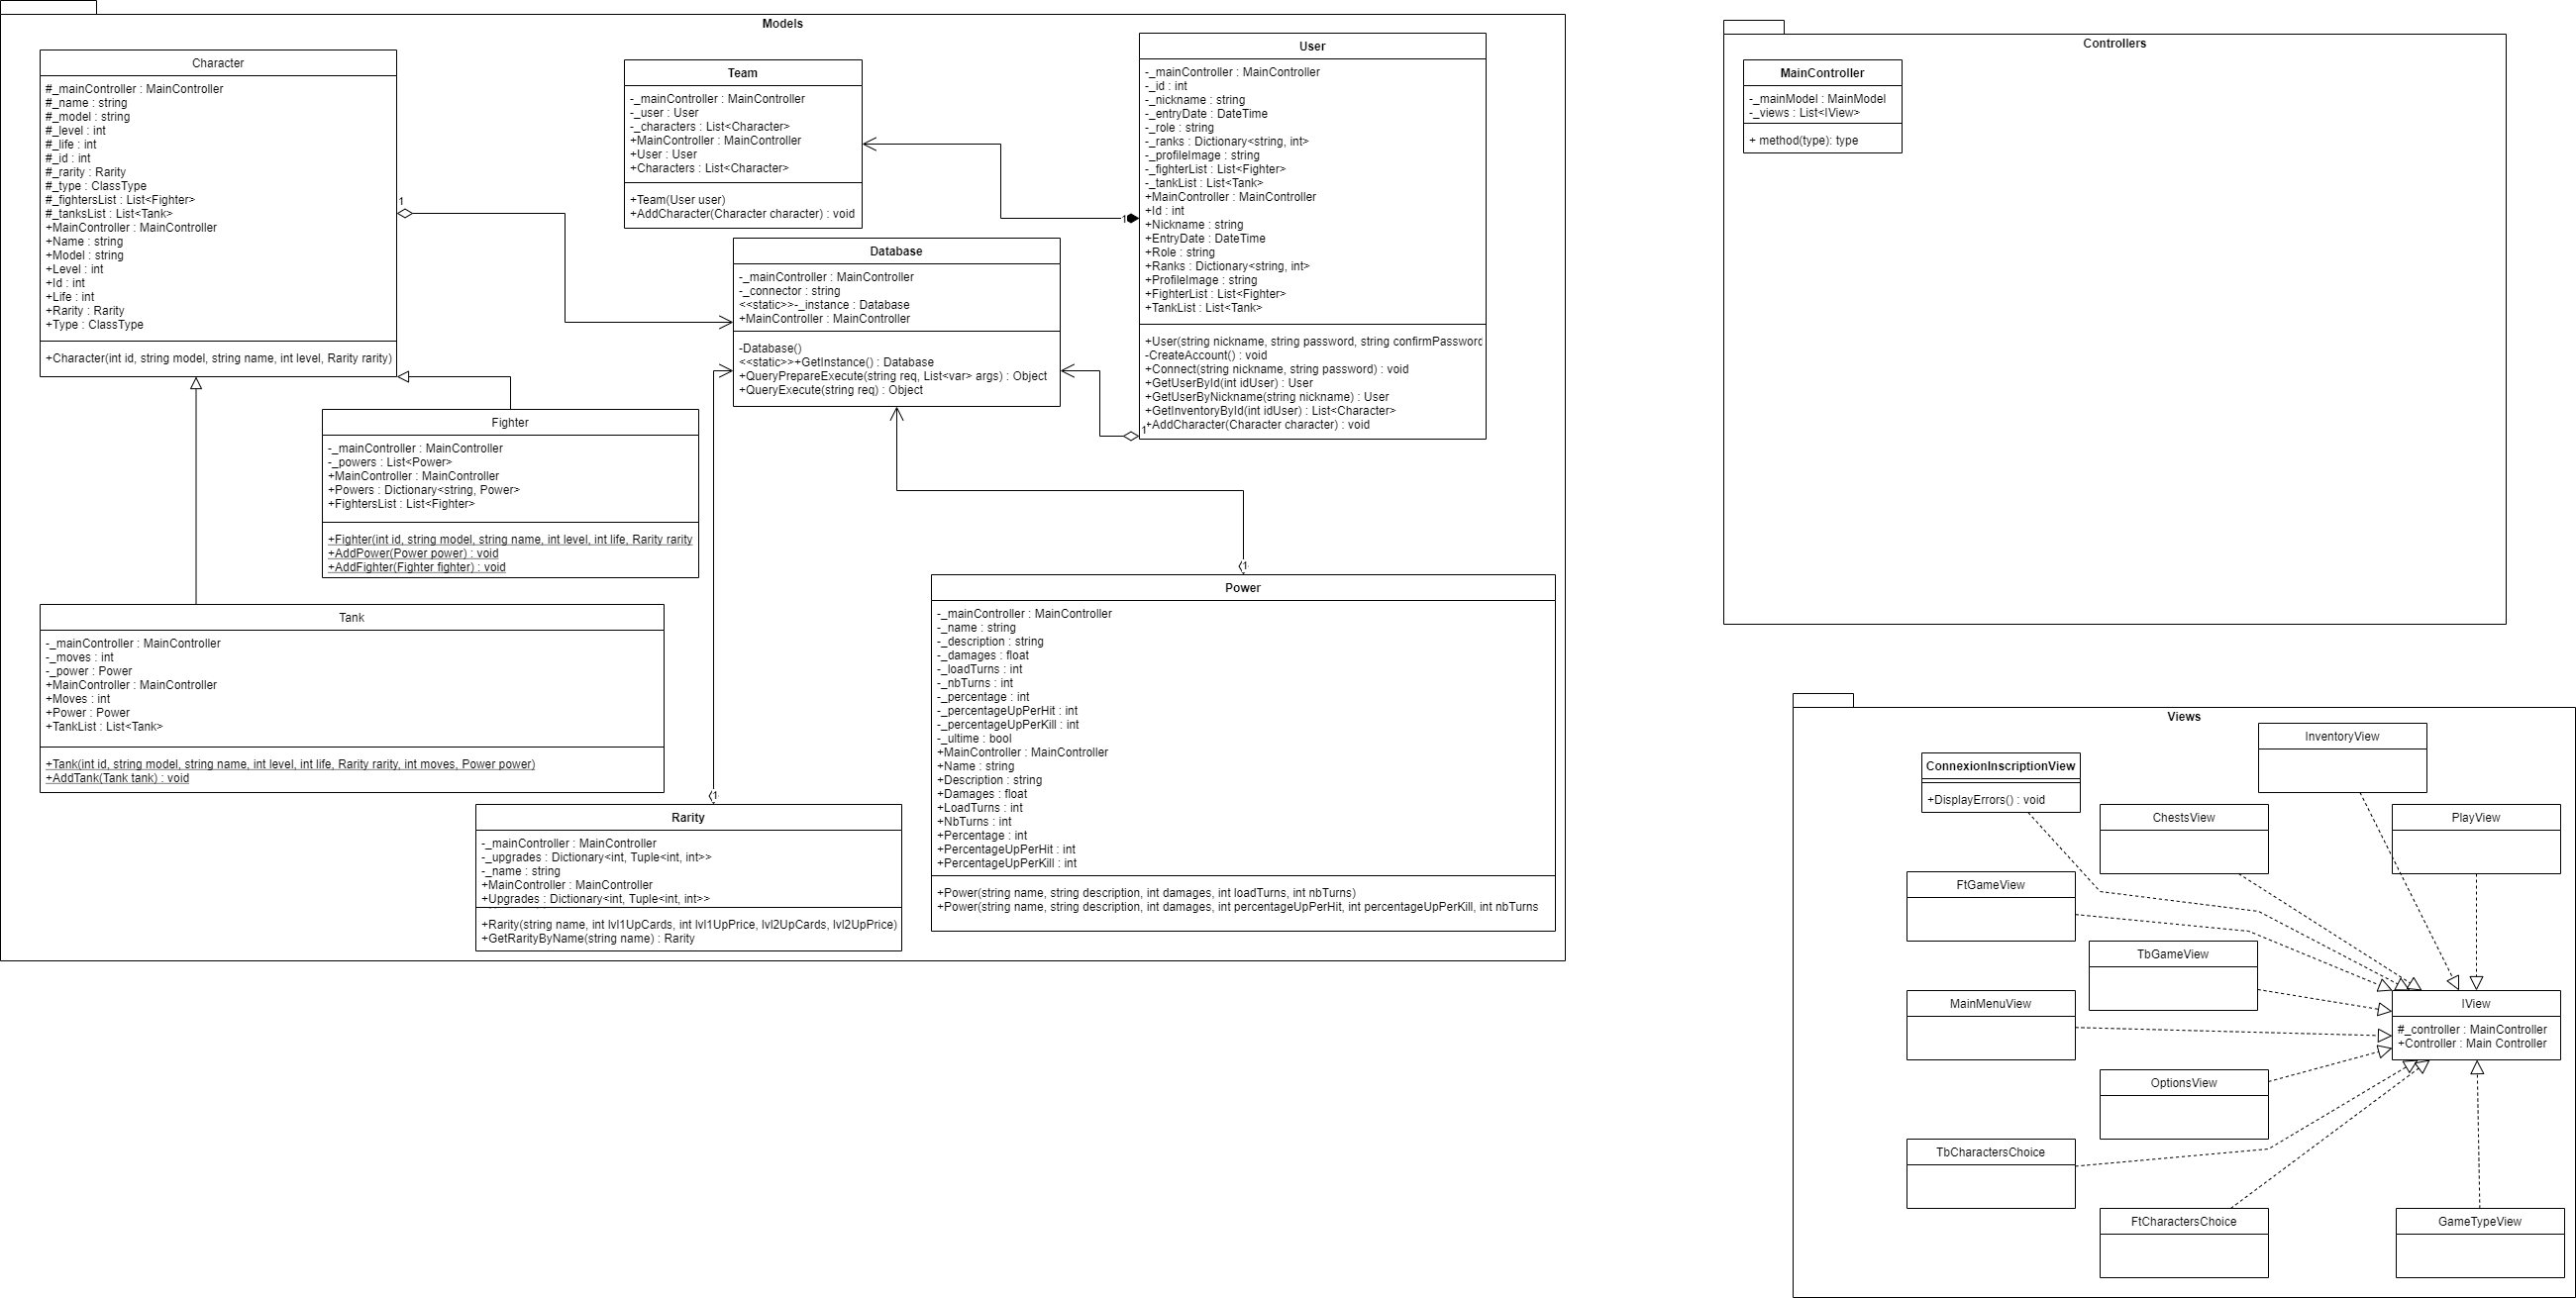 Models
Character
#_mainController : MainController
#_name : string
#_model : string
#_level : int
#_life : int
#_id : int
#_rarity : Rarity
#_type : ClassType
#_fightersList : List<Fighter>
#_tanksList : List<Tank>
+MainController : MainController
+Name : string
+Model : string
+Level : int
+Id : int
+Life : int
+Rarity : Rarity
+Type : ClassType
+Character(int id, string model, string name, int level, Rarity rarity)
1
Team
-_mainController : MainController
-_user : User
-_characters : List<Character>
+MainController : MainController
+User : User
+Characters : List<Character>
+Team(User user)
+AddCharacter(Character character) : void
1
User
-_mainController : MainController
-_id : int
-_nickname : string
-_entryDate : DateTime
-_role : string
-_ranks : Dictionary<string, int>
-_profileImage : string
-_fighterList : List<Fighter>
-_tankList : List<Tank>
+MainController : MainController
+Id : int
+Nickname : string
+EntryDate : DateTime
+Role : string
+Ranks : Dictionary<string, int>
+ProfileImage : string
+FighterList : List<Fighter>
+TankList : List<Tank>
+User(string nickname, string password, string confirmPassword
-CreateAccount() : void
+Connect(string nickname, string password) : void
+GetUserById(int idUser) : User
+GetUserByNickname(string nickname) : User
+GetInventoryById(int idUser) : List<Character>
+AddCharacter(Character character) : void
1
Database
-_mainController : MainController
-_connector : string
<<static>>-_instance : Database
+MainController : MainController
-Database()
<<static>>+GetInstance() : Database
+QueryPrepareExecute(string req, List<var> args) : Object
+QueryExecute(string req) : Object
Fighter
-_mainController : MainController
-_powers : List<Power>
+MainController : MainController
+Powers : Dictionary<string, Power>
+FightersList : List<Fighter>
+Fighter(int id, string model, string name, int level, int life, Rarity rarity
+AddPower(Power power) : void
+AddFighter(Fighter fighter) : void
Tank
-_mainController : MainController
-_moves : int
-_power : Power
+MainController : MainController
+Moves : int
+Power : Power
+TankList : List<Tank>
+Tank(int id, string model, string name, int level, int life, Rarity rarity, int moves, Power power)
+AddTank(Tank tank) : void
1
Rarity
-_mainController : MainController
-_upgrades : Dictionary<int, Tuple<int, int>>
-_name : string
+MainController : MainController
+Upgrades : Dictionary<int, Tuple<int, int>>
+Rarity(string name, int lvl1UpCards, int lvl1UpPrice, lvl2UpCards, lvl2UpPrice)
+GetRarityByName(string name) : Rarity
1
Power
-_mainController : MainController
-_name : string
-_description : string
-_damages : float
-_loadTurns : int
-_nbTurns : int
-_percentage : int
-_percentageUpPerHit : int
-_percentageUpPerKill : int
-_ultime : bool
+MainController : MainController
+Name : string
+Description : string
+Damages : float
+LoadTurns : int
+NbTurns : int
+Percentage : int
+PercentageUpPerHit : int
+PercentageUpPerKill : int
+Power(string name, string description, int damages, int loadTurns, int nbTurns)
+Power(string name, string description, int damages, int percentageUpPerHit, int percentageUpPerKill, int nbTurns
Controllers
MainController
-_mainModel : MainModel
-_views : List<IView>
+ method(type): type
Views
InventoryView
ConnexionInscriptionView
+DisplayErrors() : void
ChestsView
PlayView
FtGameView
TbGameView
MainMenuView
IView
#_controller : MainController
+Controller : Main Controller
OptionsView
TbCharactersChoice
FtCharactersChoice
GameTypeView